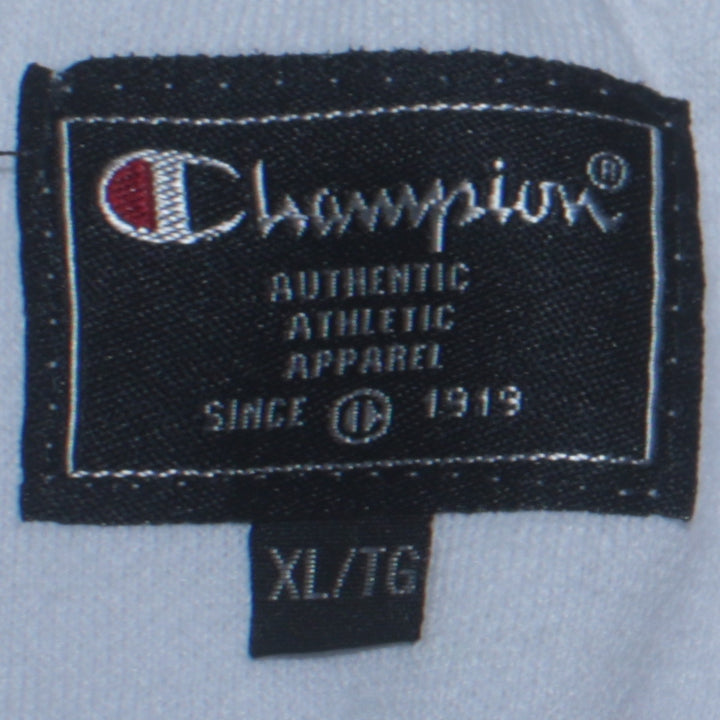 Champion®
AUTHENTIC
ATHLETIC
APPAREL
SINCE 1919
XL/TG